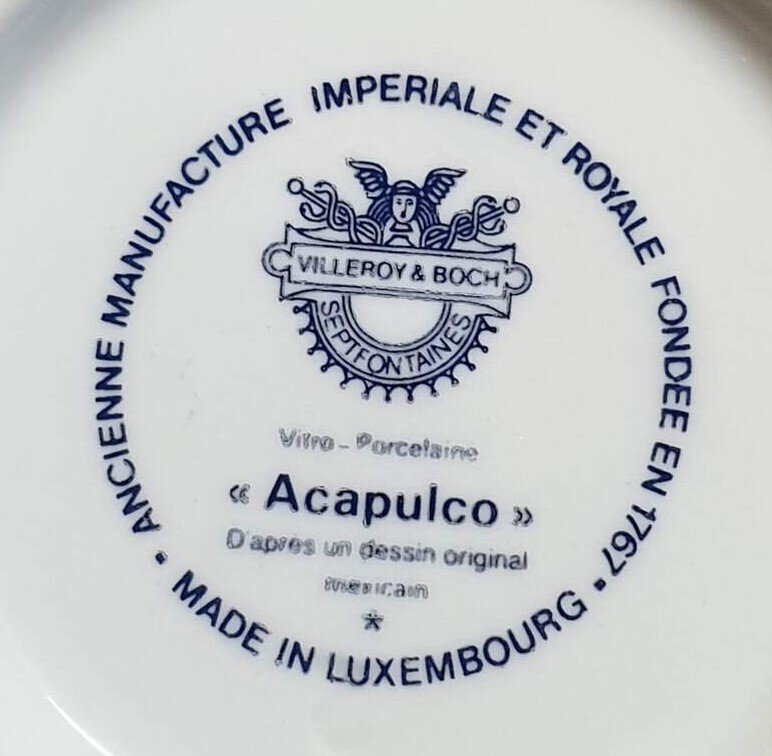 ANCIENNE MANUFACTURE IMPERIALE ET ROYALE FONDEE EN 1767
VILLEROY & BOCH
SEPTFONTAINES
Vitro - Porcelaine
« Acapulco »
D'apres un dessin original
mexicain
• MADE IN LUXEMBOURG •